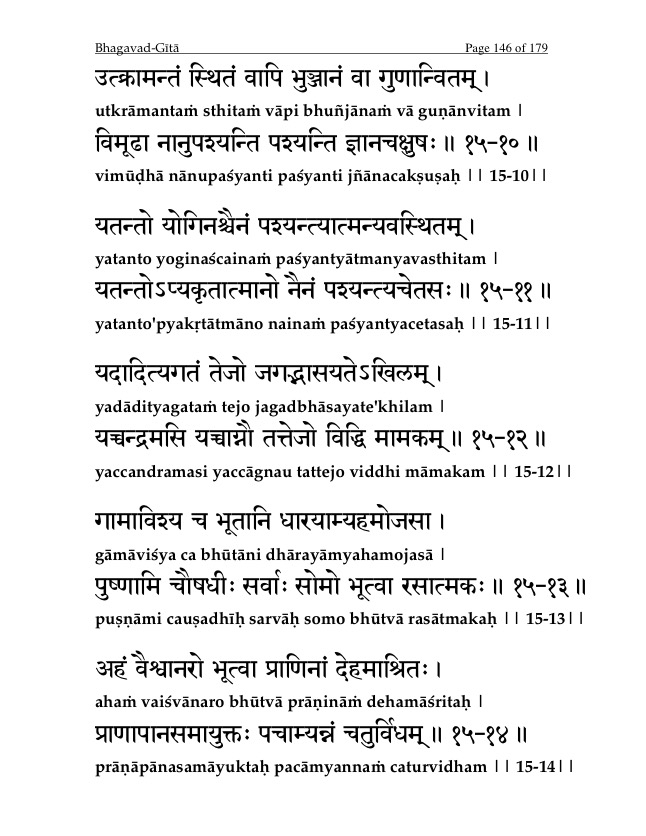 Bhagavad-Gītā Page 146 of 179
उत्क्रामन्तं स्थितं वापि भुञ्जानं वा गुणान्वितम् ।
utkrāmantaṁ sthitaṁ vāpi bhuñjānaṁ vā guṇānvitam |
विमूढा नानुपश्यन्ति पश्यन्ति ज्ञानचक्षुषः ॥ १५-१० ॥
vimūḍhā nānupaśyanti paśyanti jñānacakṣuṣaḥ || 15-10||
यतन्तो योगिनश्चैनं पश्यन्त्यात्मन्यवस्थितम् ।
yatanto yoginaścainaṁ paśyantyātmanyavasthitam |
यतन्तोऽप्यकृतात्मानो नैनं पश्यन्त्यचेतसः ॥ १५-११ ॥
yatanto'pyakṛtātmāno nainaṁ paśyantyacetasaḥ || 15-11||
यदादित्यगतं तेजो जगद्भासयतेऽखिलम् ।
yadādityagataṁ tejo jagadbhāsayate'khilam |
यच्चन्द्रमसि यच्चाग्नौ तत्तेजो विद्धि मामकम् ॥ १५-१२ ॥
yaccandramasi yaccāgnau tattejo viddhi māmakam || 15-12||
गामाविश्य च भूतानि धारयाम्यहमोजसा ।
gāmāviśya ca bhūtāni dhārayāmyahamojasā |
पुष्णामि चौषधीः सर्वाः सोमो भूत्वा रसात्मकः ॥ १५-१३ ॥
puṣṇāmi cauṣadhīḥ sarvāḥ somo bhūtvā rasātmakaḥ || 15-13||
अहं वैश्वानरो भूत्वा प्राणिनां देहमाश्रितः ।
ahaṁ vaiśvānaro bhūtvā prāṇināṁ dehamāśritaḥ |
प्राणापानसमायुक्तः पचाम्यन्नं चतुर्विधम् ॥ १५-१४ ॥
prāṇāpānasamāyuktaḥ pacāmyannaṁ caturvidham || 15-14||